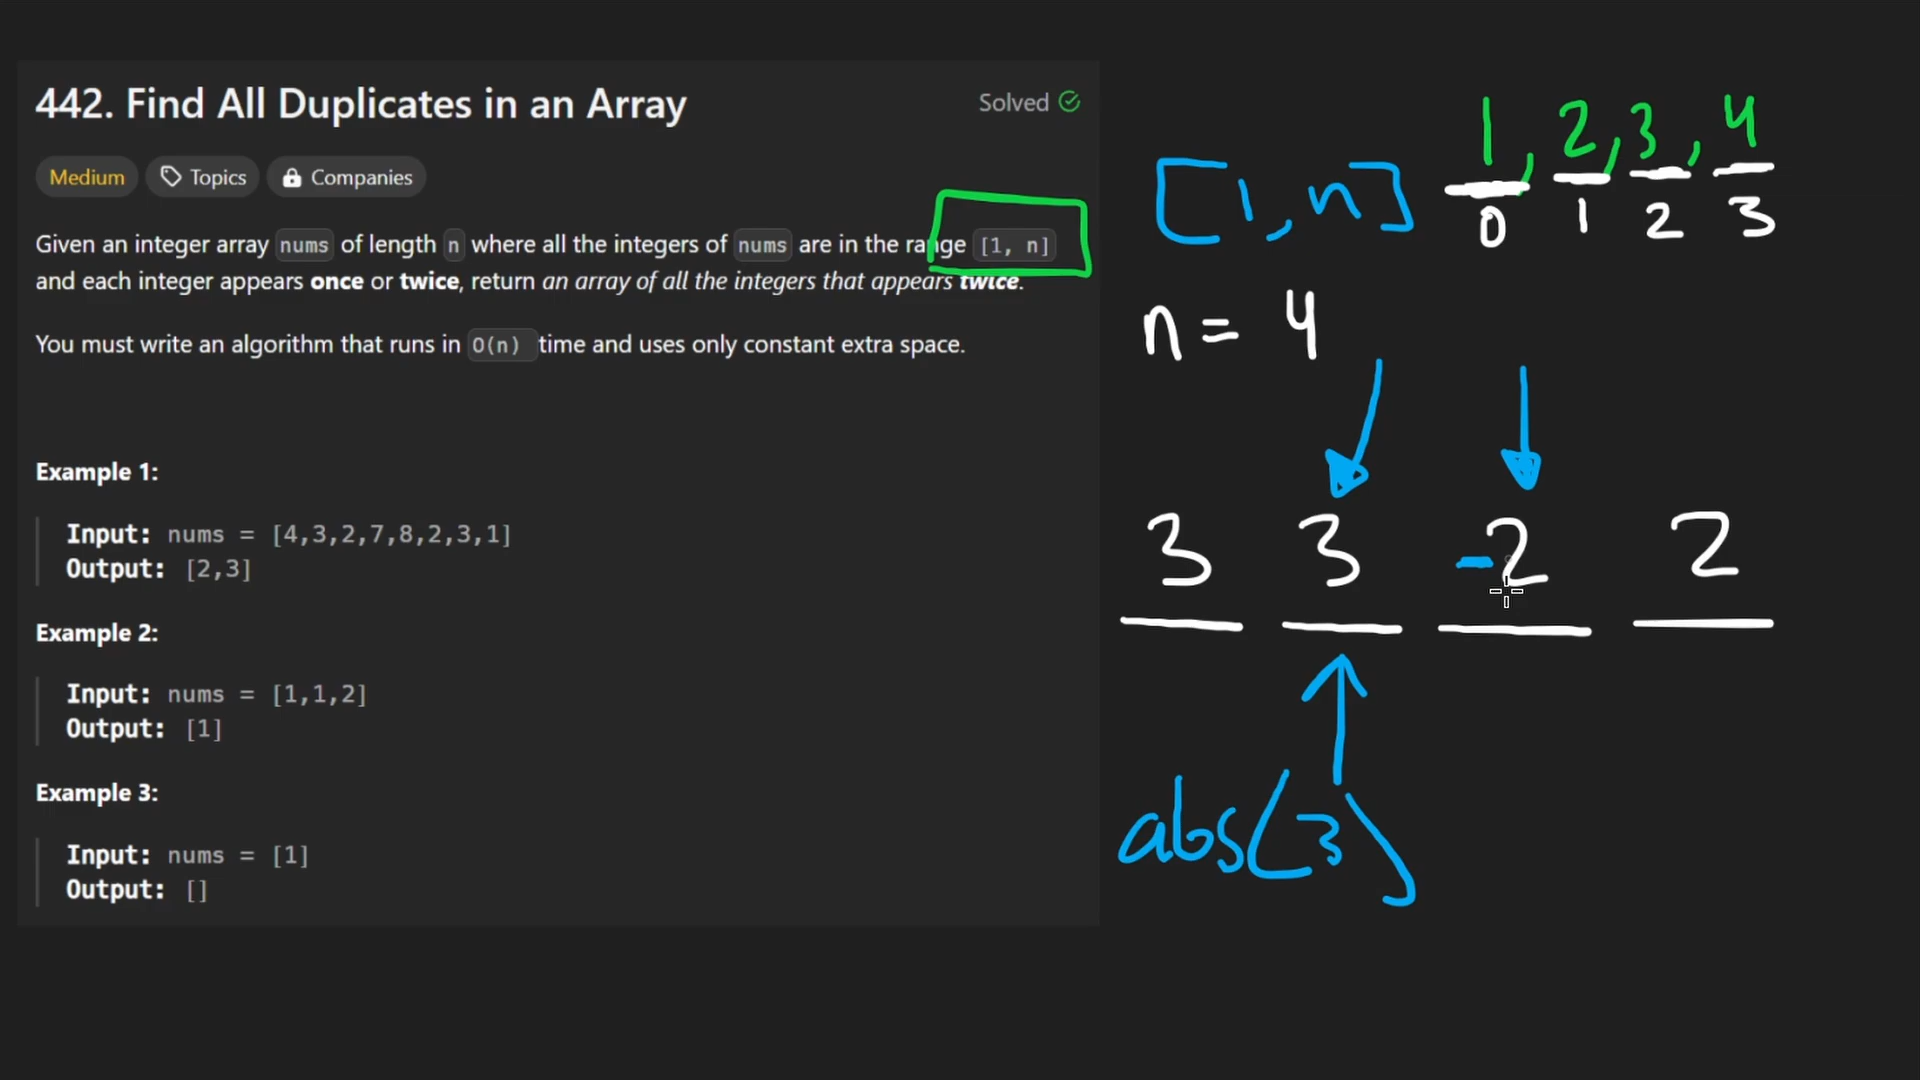 442. Find All Duplicates in an Array
Solved
Medium Topics Companies
Given an integer array nums of length n where all the integers of nums are in the range [1, n]
and each integer appears once or twice, return an array of all the integers that appears twice.
You must write an algorithm that runs in O(n) time and uses only constant extra space.
Example 1:
Input: nums = [4,3,2,7,8,2,3,1]
Output: [2,3]
Example 2:
Input: nums = [1,1,2]
Output: [1]
Example 3:
Input: nums = [1]
Output: []
[1,n]
1, 2, 3, 4
0 1 2 3
n = 4
3 3 -2 2
abs(3)